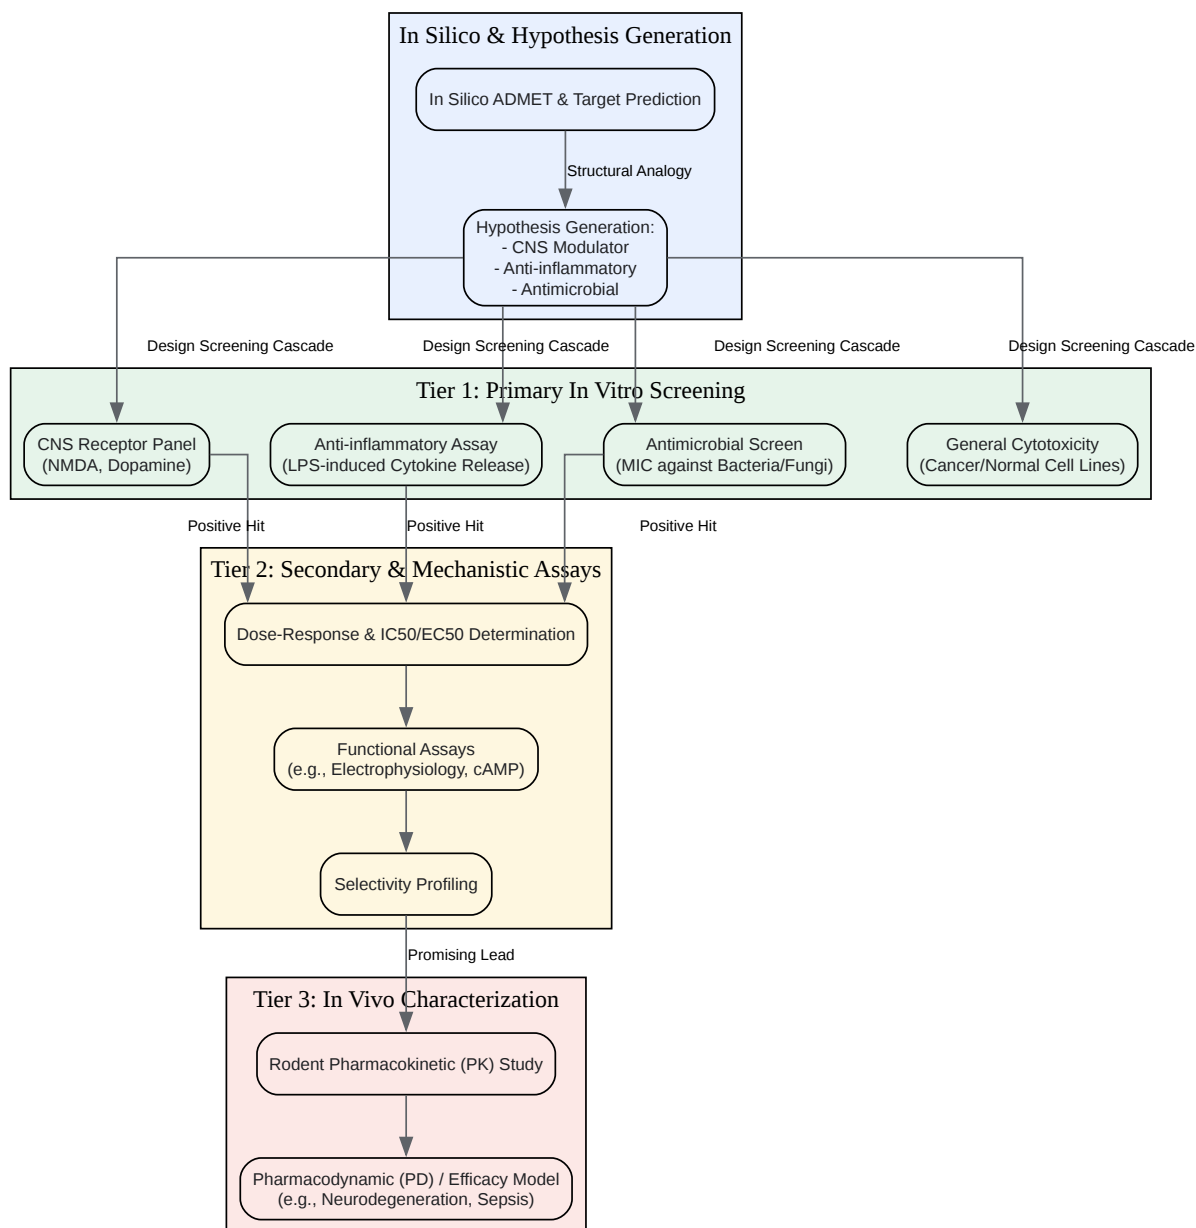 In Silico & Hypothesis Generation
In Silico ADMET & Target Prediction
Structural Analogy
Hypothesis Generation:
- CNS Modulator
- Anti-inflammatory
- Antimicrobial
Design Screening Cascade
Design Screening Cascade
Design Screening Cascade
Design Screening Cascade
Tier 1: Primary In Vitro Screening
CNS Receptor Panel
(NMDA, Dopamine)
Anti-inflammatory Assay
(LPS-induced Cytokine Release)
Antimicrobial Screen
(MIC against Bacteria/Fungi)
General Cytotoxicity
(Cancer/Normal Cell Lines)
Positive Hit
Positive Hit
Positive Hit
Tier 2: Secondary & Mechanistic Assays
Dose-Response & IC50/EC50 Determination
Functional Assays
(e.g., Electrophysiology, cAMP)
Selectivity Profiling
Promising Lead
Tier 3: In Vivo Characterization
Rodent Pharmacokinetic (PK) Study
Pharmacodynamic (PD) / Efficacy Model
(e.g., Neurodegeneration, Sepsis)